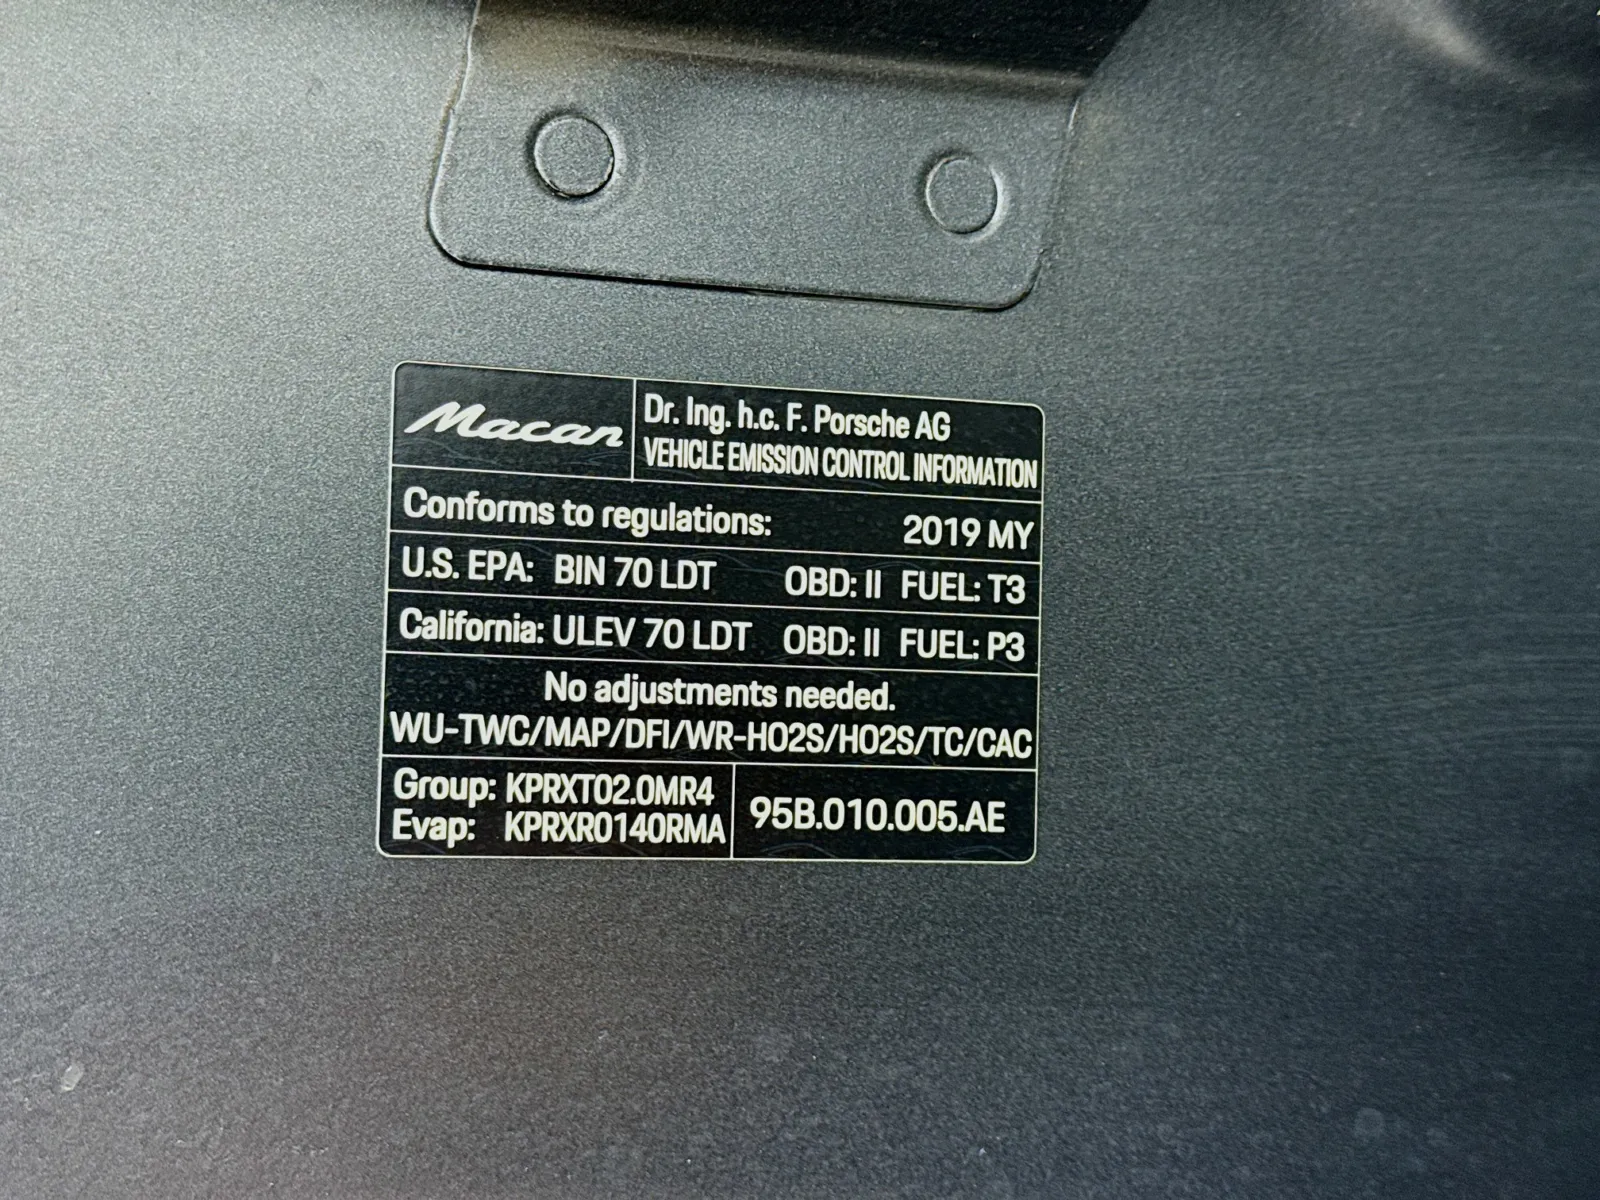 Macan
Dr. Ing. h.c. F. Porsche AG
VEHICLE EMISSION CONTROL INFORMATION
Conforms to regulations: 2019 MY
U.S. EPA: BIN 70 LDT OBD: II FUEL: T3
California: ULEV 70 LDT OBD: II FUEL: P3
No adjustments needed.
WU-TWC/MAP/DFI/WR-HO2S/HO2S/TC/CAC
Group: KPRXT02.0MR4
Evap: KPRXR0140RMA
95B.010.005.AE